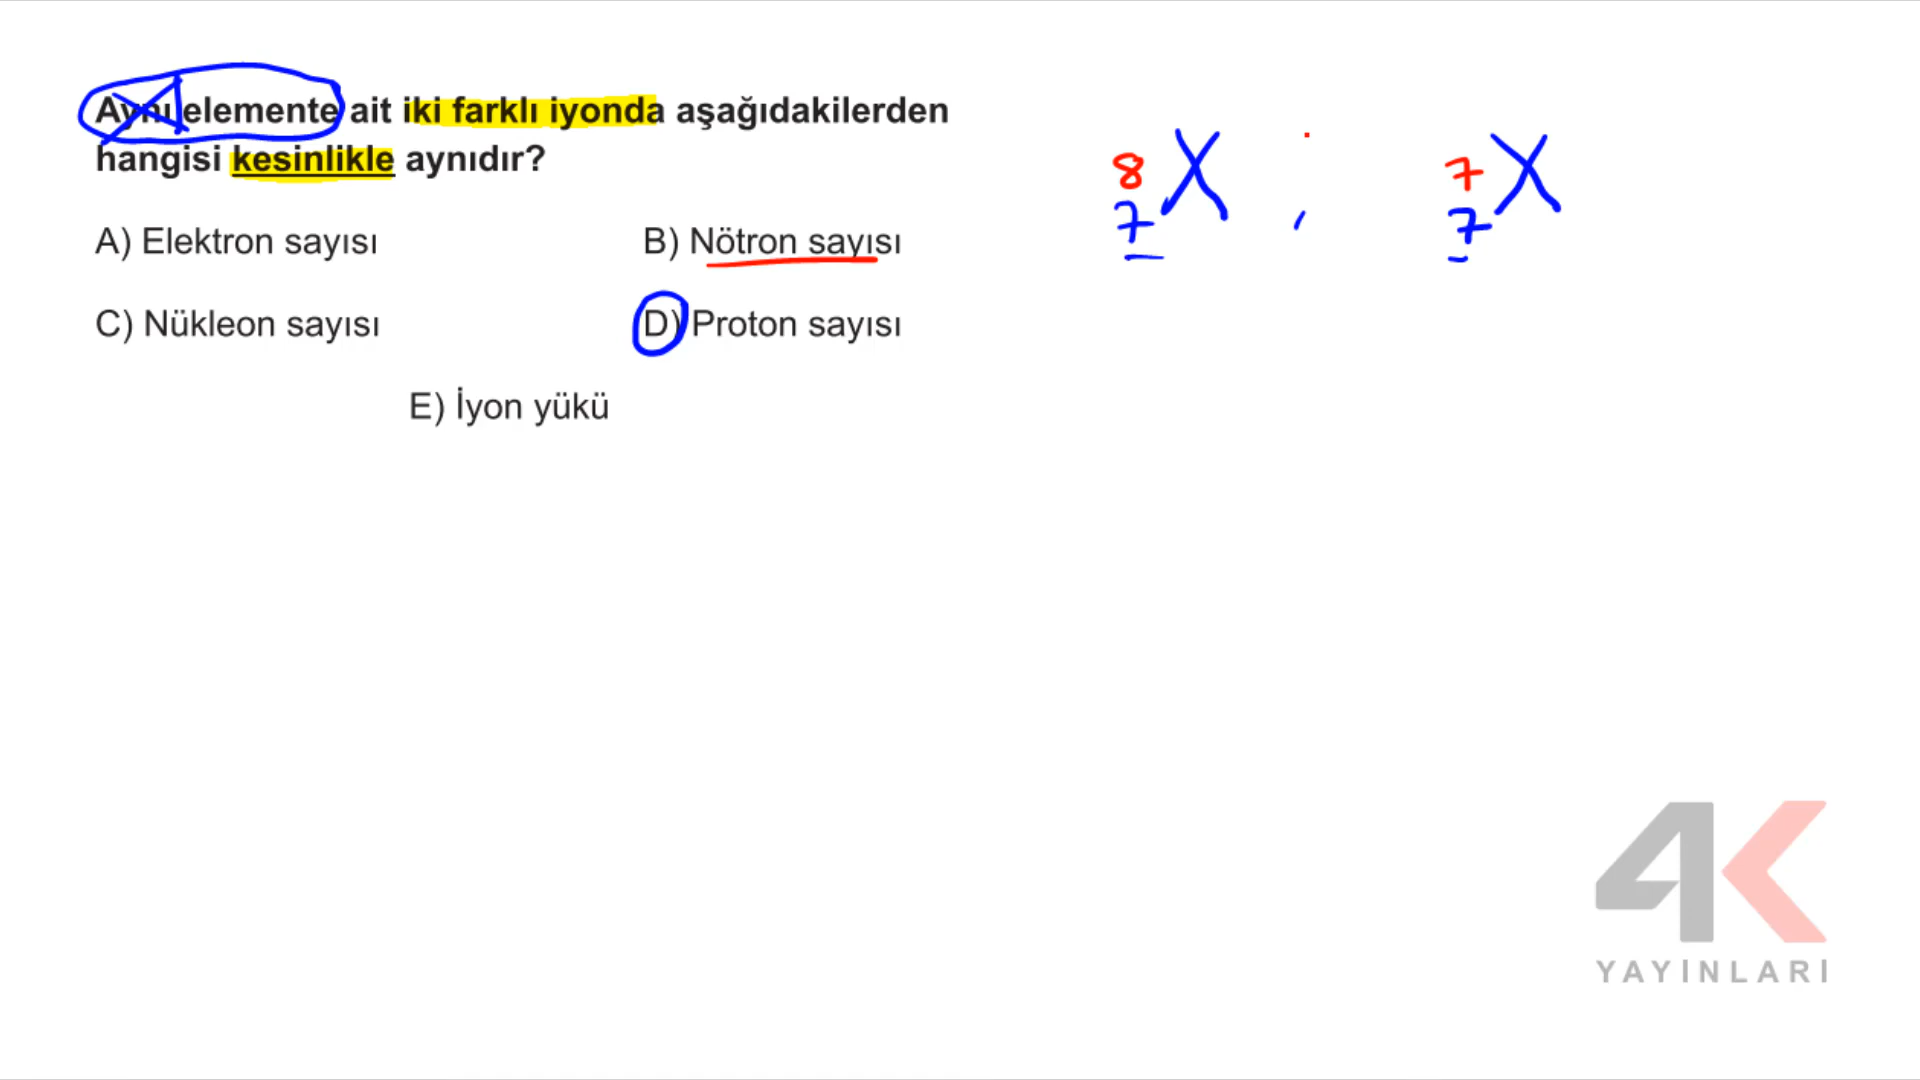 Aynı elemente ait iki farklı iyonda aşağıdakilerden
hangisi kesinlikle aynıdır?
A) Elektron sayısı
B) Nötron sayısı
C) Nükleon sayısı
D) Proton sayısı
E) İyon yükü
8
7 X , 7
7 X
4K
YAYINLARI